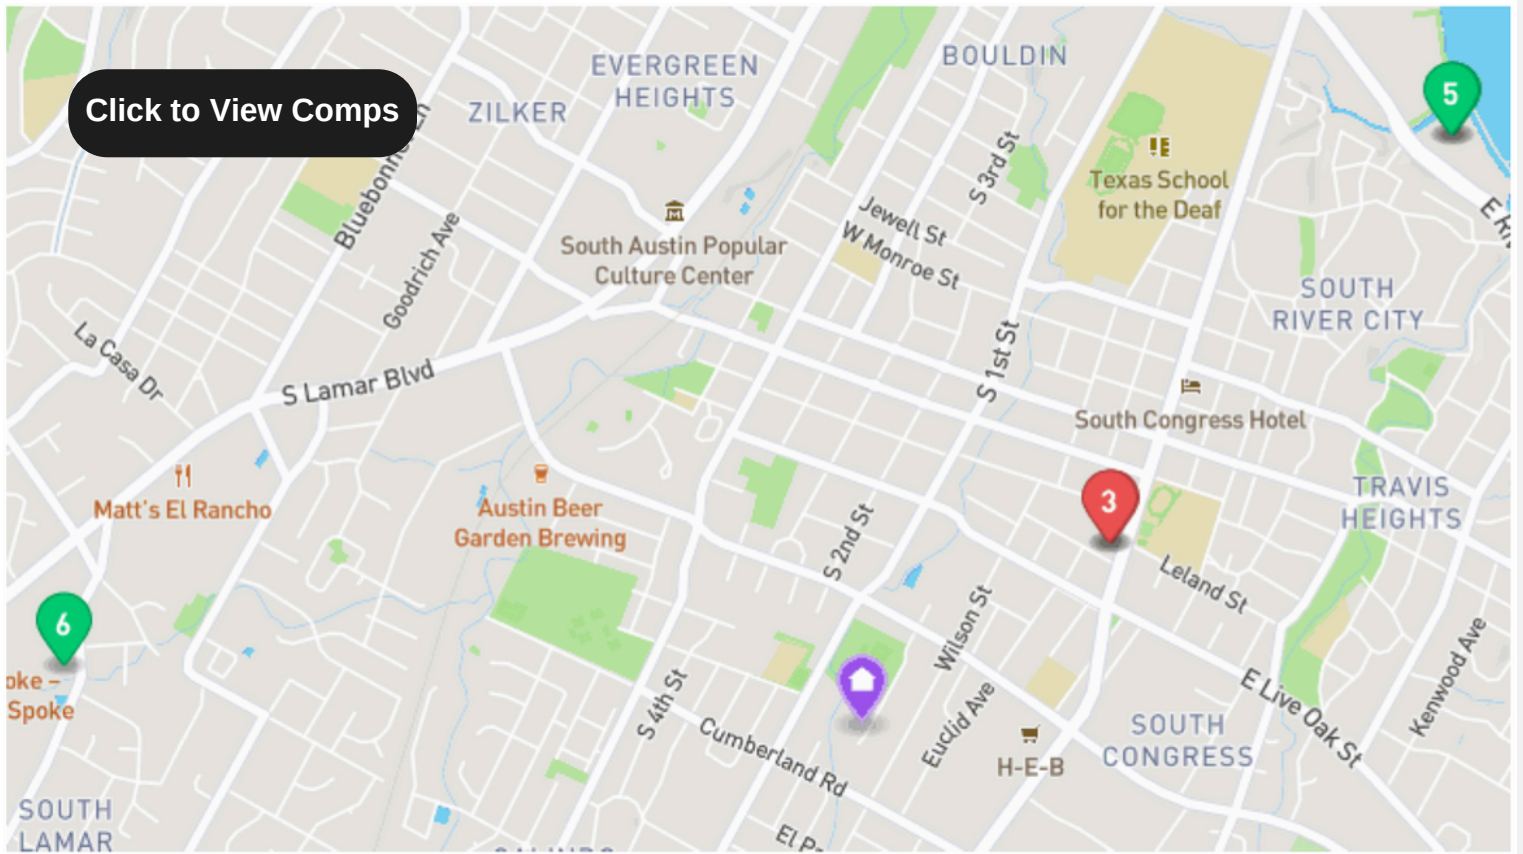 BOULDIN
EVERGREEN
HEIGHTS
5
Click to View Comps
ZILKER
Bluebonnet Ln
S 3rd St
Texas School
for the Deaf
Jewell St
W Monroe St
South Austin Popular
Culture Center
Goodrich Ave
SOUTH
RIVER CITY
La Casa Dr
S Lamar Blvd
S 1st St
South Congress Hotel
Matt's El Rancho
Austin Beer
Garden Brewing
3
TRAVIS
HEIGHTS
S 2nd St
Leland St
6
Wilson St
oke –
Spoke
S 4th St
Euclid Ave
E Live Oak St
Kenwood Ave
Cumberland Rd
H-E-B
SOUTH
CONGRESS
SOUTH
LAMAR